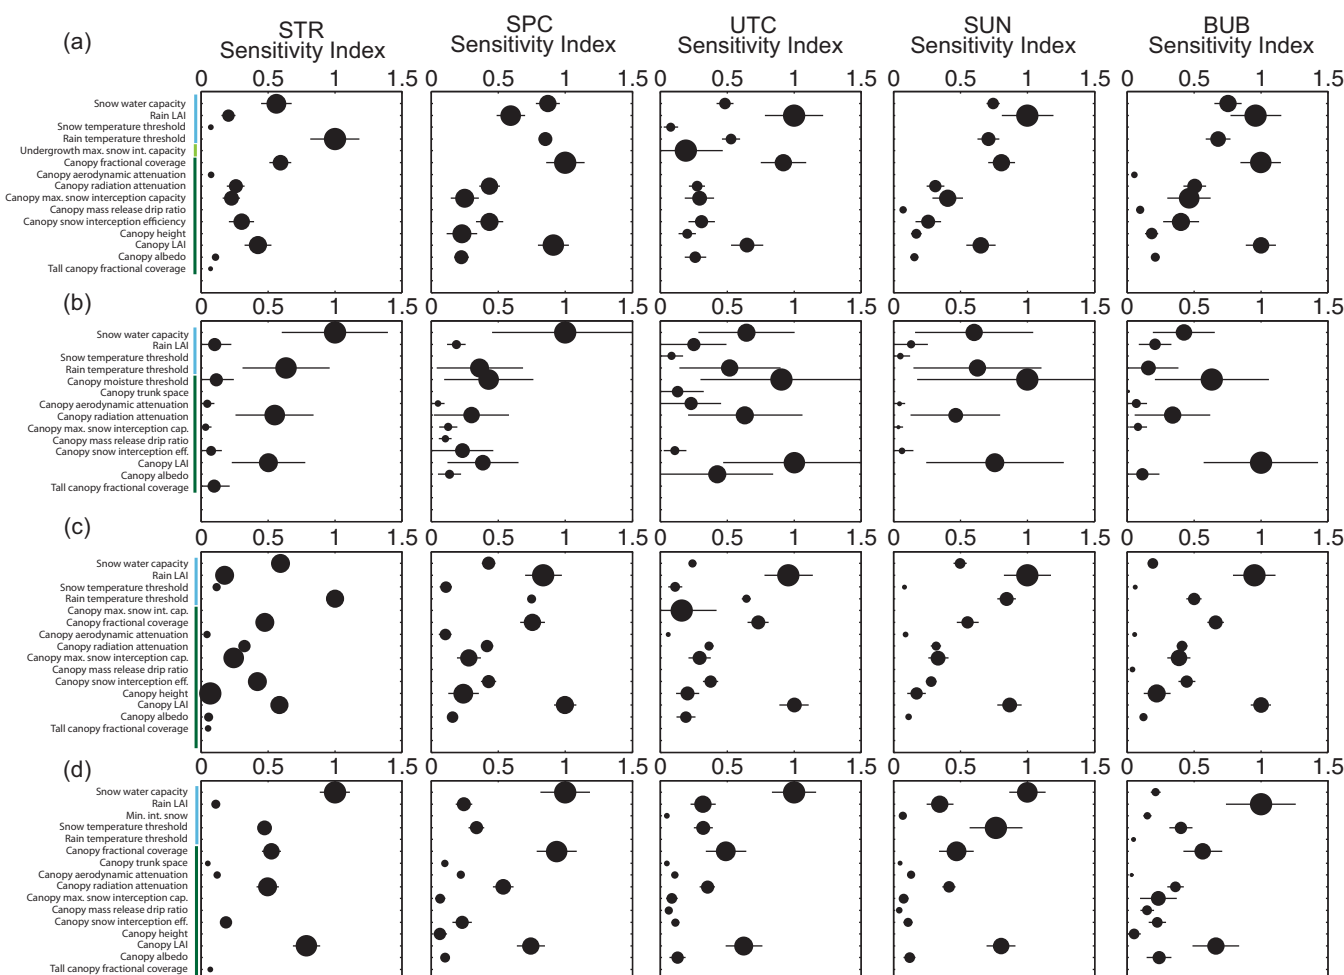 (a)
STR
Sensitivity Index
SPC
Sensitivity Index
UTC
Sensitivity Index
SUN
Sensitivity Index
BUB
Sensitivity Index
0 0.5 1 1.5 0 0.5 1 1.5 0 0.5 1 1.5 0 0.5 1 1.5 0 0.5 1 1.5
Snow water capacity
Rain LAI
Snow temperature threshold
Rain temperature threshold
Undergrowth max. snow int. capacity
Canopy fractional coverage
Canopy aerodynamic attenuation
Canopy radiation attenuation
Canopy max. snow interception capacity
Canopy mass release drip ratio
Canopy snow interception efficiency
Canopy height
Canopy LAI
Canopy albedo
Tall canopy fractional coverage
(b)
0 0.5 1 1.5 0 0.5 1 1.5 0 0.5 1 1.5 0 0.5 1 1.5 0 0.5 1 1.5
Snow water capacity
Rain LAI
Snow temperature threshold
Rain temperature threshold
Canopy moisture threshold
Canopy trunk space
Canopy aerodynamic attenuation
Canopy radiation attenuation
Canopy max. snow interception cap.
Canopy mass release drip ratio
Canopy snow interception eff.
Canopy LAI
Canopy albedo
Tall canopy fractional coverage
(c)
0 0.5 1 1.5 0 0.5 1 1.5 0 0.5 1 1.5 0 0.5 1 1.5 0 0.5 1 1.5
Snow water capacity
Rain LAI
Snow temperature threshold
Rain temperature threshold
Canopy max. snow int. cap.
Canopy fractional coverage
Canopy aerodynamic attenuation
Canopy radiation attenuation
Canopy max. snow interception cap.
Canopy mass release drip ratio
Canopy snow interception eff.
Canopy height
Canopy LAI
Canopy albedo
Tall canopy fractional coverage
(d)
0 0.5 1 1.5 0 0.5 1 1.5 0 0.5 1 1.5 0 0.5 1 1.5 0 0.5 1 1.5
Snow water capacity
Rain LAI
Min. int. snow
Snow temperature threshold
Rain temperature threshold
Canopy fractional coverage
Canopy trunk space
Canopy aerodynamic attenuation
Canopy radiation attenuation
Canopy max. snow interception cap.
Canopy mass release drip ratio
Canopy snow interception eff.
Canopy height
Canopy LAI
Canopy albedo
Tall canopy fractional coverage